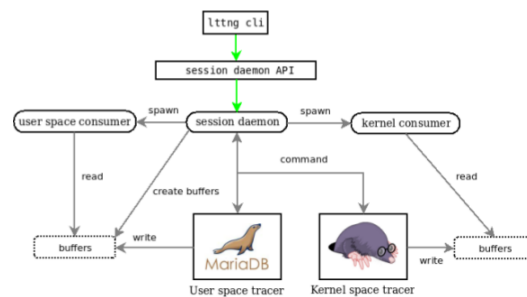 lttng cli
session daemon API
spawn
spawn
user space consumer
session daemon
kernel consumer
command
read
read
create buffers
buffers
write
MariaDB
write
buffers
User space tracer
Kernel space tracer